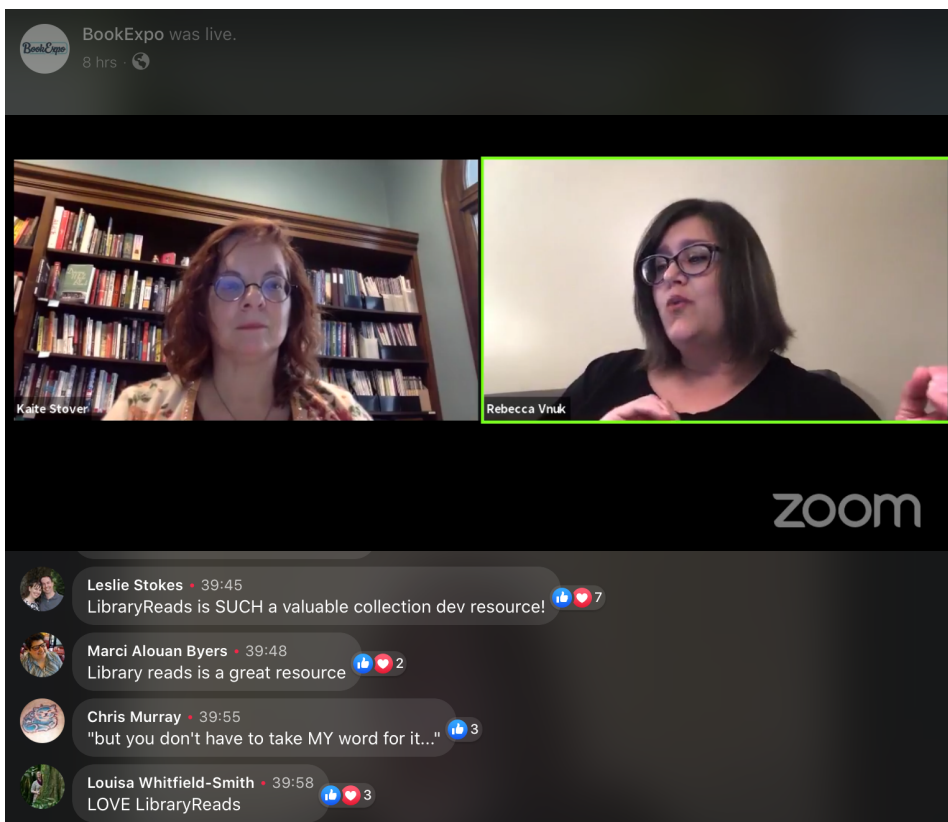 BookExpo
BookExpo was live.
8 hrs ·
Kaite Stover
Rebecca Vnuk
zoom
Leslie Stokes • 39:45
LibraryReads is SUCH a valuable collection dev resource!
7
Marci Alouan Byers • 39:48
Library reads is a great resource
2
Chris Murray • 39:55
"but you don't have to take MY word for it..."
3
Louisa Whitfield-Smith • 39:58
LOVE LibraryReads
3